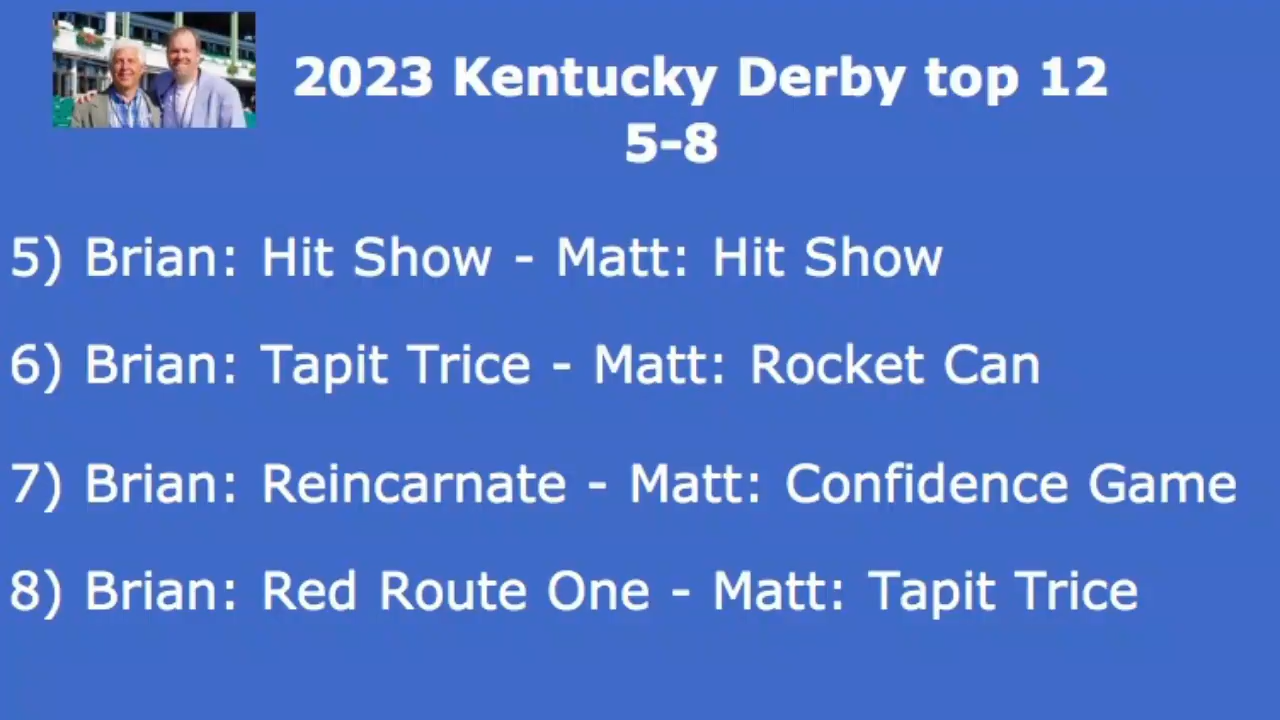 2023 Kentucky Derby top 12
5-8
5) Brian: Hit Show - Matt: Hit Show
6) Brian: Tapit Trice - Matt: Rocket Can
7) Brian: Reincarnate - Matt: Confidence Game
8) Brian: Red Route One - Matt: Tapit Trice